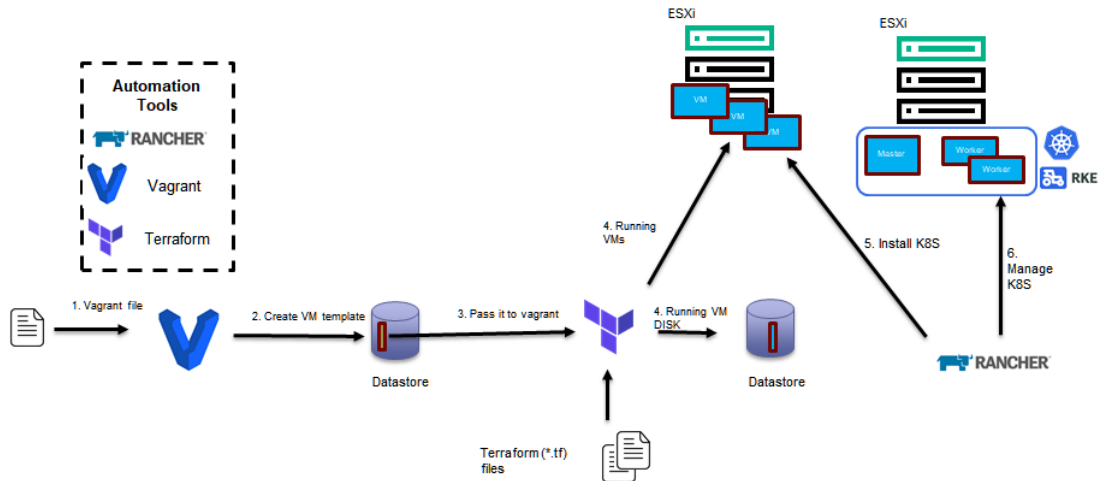 ESXi
ESXi
Automation
Tools
RANCHER
Vagrant
Terraform
VM
VM
VM
Master
Worker
Worker
RKE
4. Running
VMs
5. Install K8S
6.
Manage
K8S
1. Vagrant file
2. Create VM template
3. Pass it to vagrant
4. Running VM
DISK
Datastore
Datastore
RANCHER
Terraform (*.tf)
files